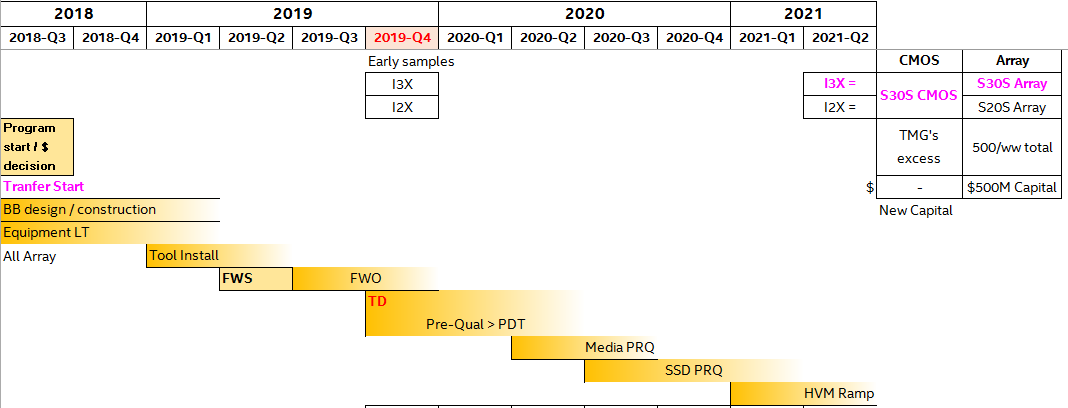 2018 2019 2020 2021
2018-Q3 2018-Q4 2019-Q1 2019-Q2 2019-Q3 2019-Q4 2020-Q1 2020-Q2 2020-Q3 2020-Q4 2021-Q1 2021-Q2
Early samples CMOS Array
I3X I3X = S30S CMOS S30S Array
I2X I2X = S20S Array
Program
start / $
decision
TMG's
excess
500/ww total
Tranfer Start $ - $500M Capital
BB design / construction New Capital
Equipment LT
All Array Tool Install
FWS FWO
TD
Pre-Qual > PDT
Media PRQ
SSD PRQ
HVM Ramp